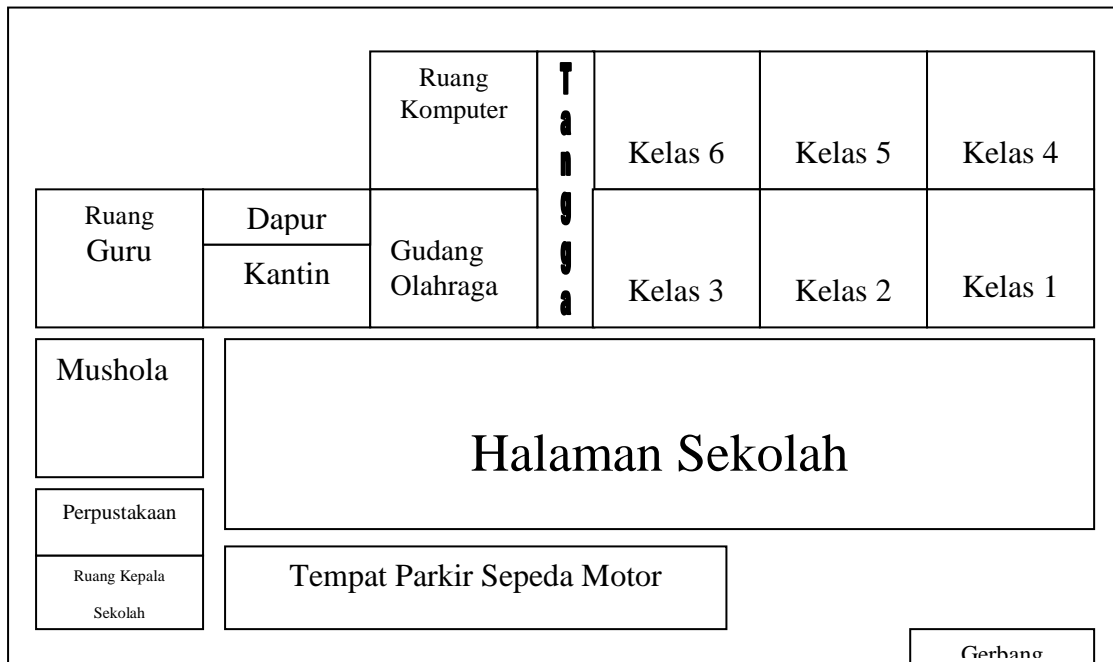 Ruang
Komputer
Tangga
Kelas 6
Kelas 5
Kelas 4
Ruang
Guru
Dapur
Kantin
Gudang
Olahraga
Kelas 3
Kelas 2
Kelas 1
Mushola
Halaman Sekolah
Perpustakaan
Ruang Kepala
Sekolah
Tempat Parkir Sepeda Motor
Gerbang